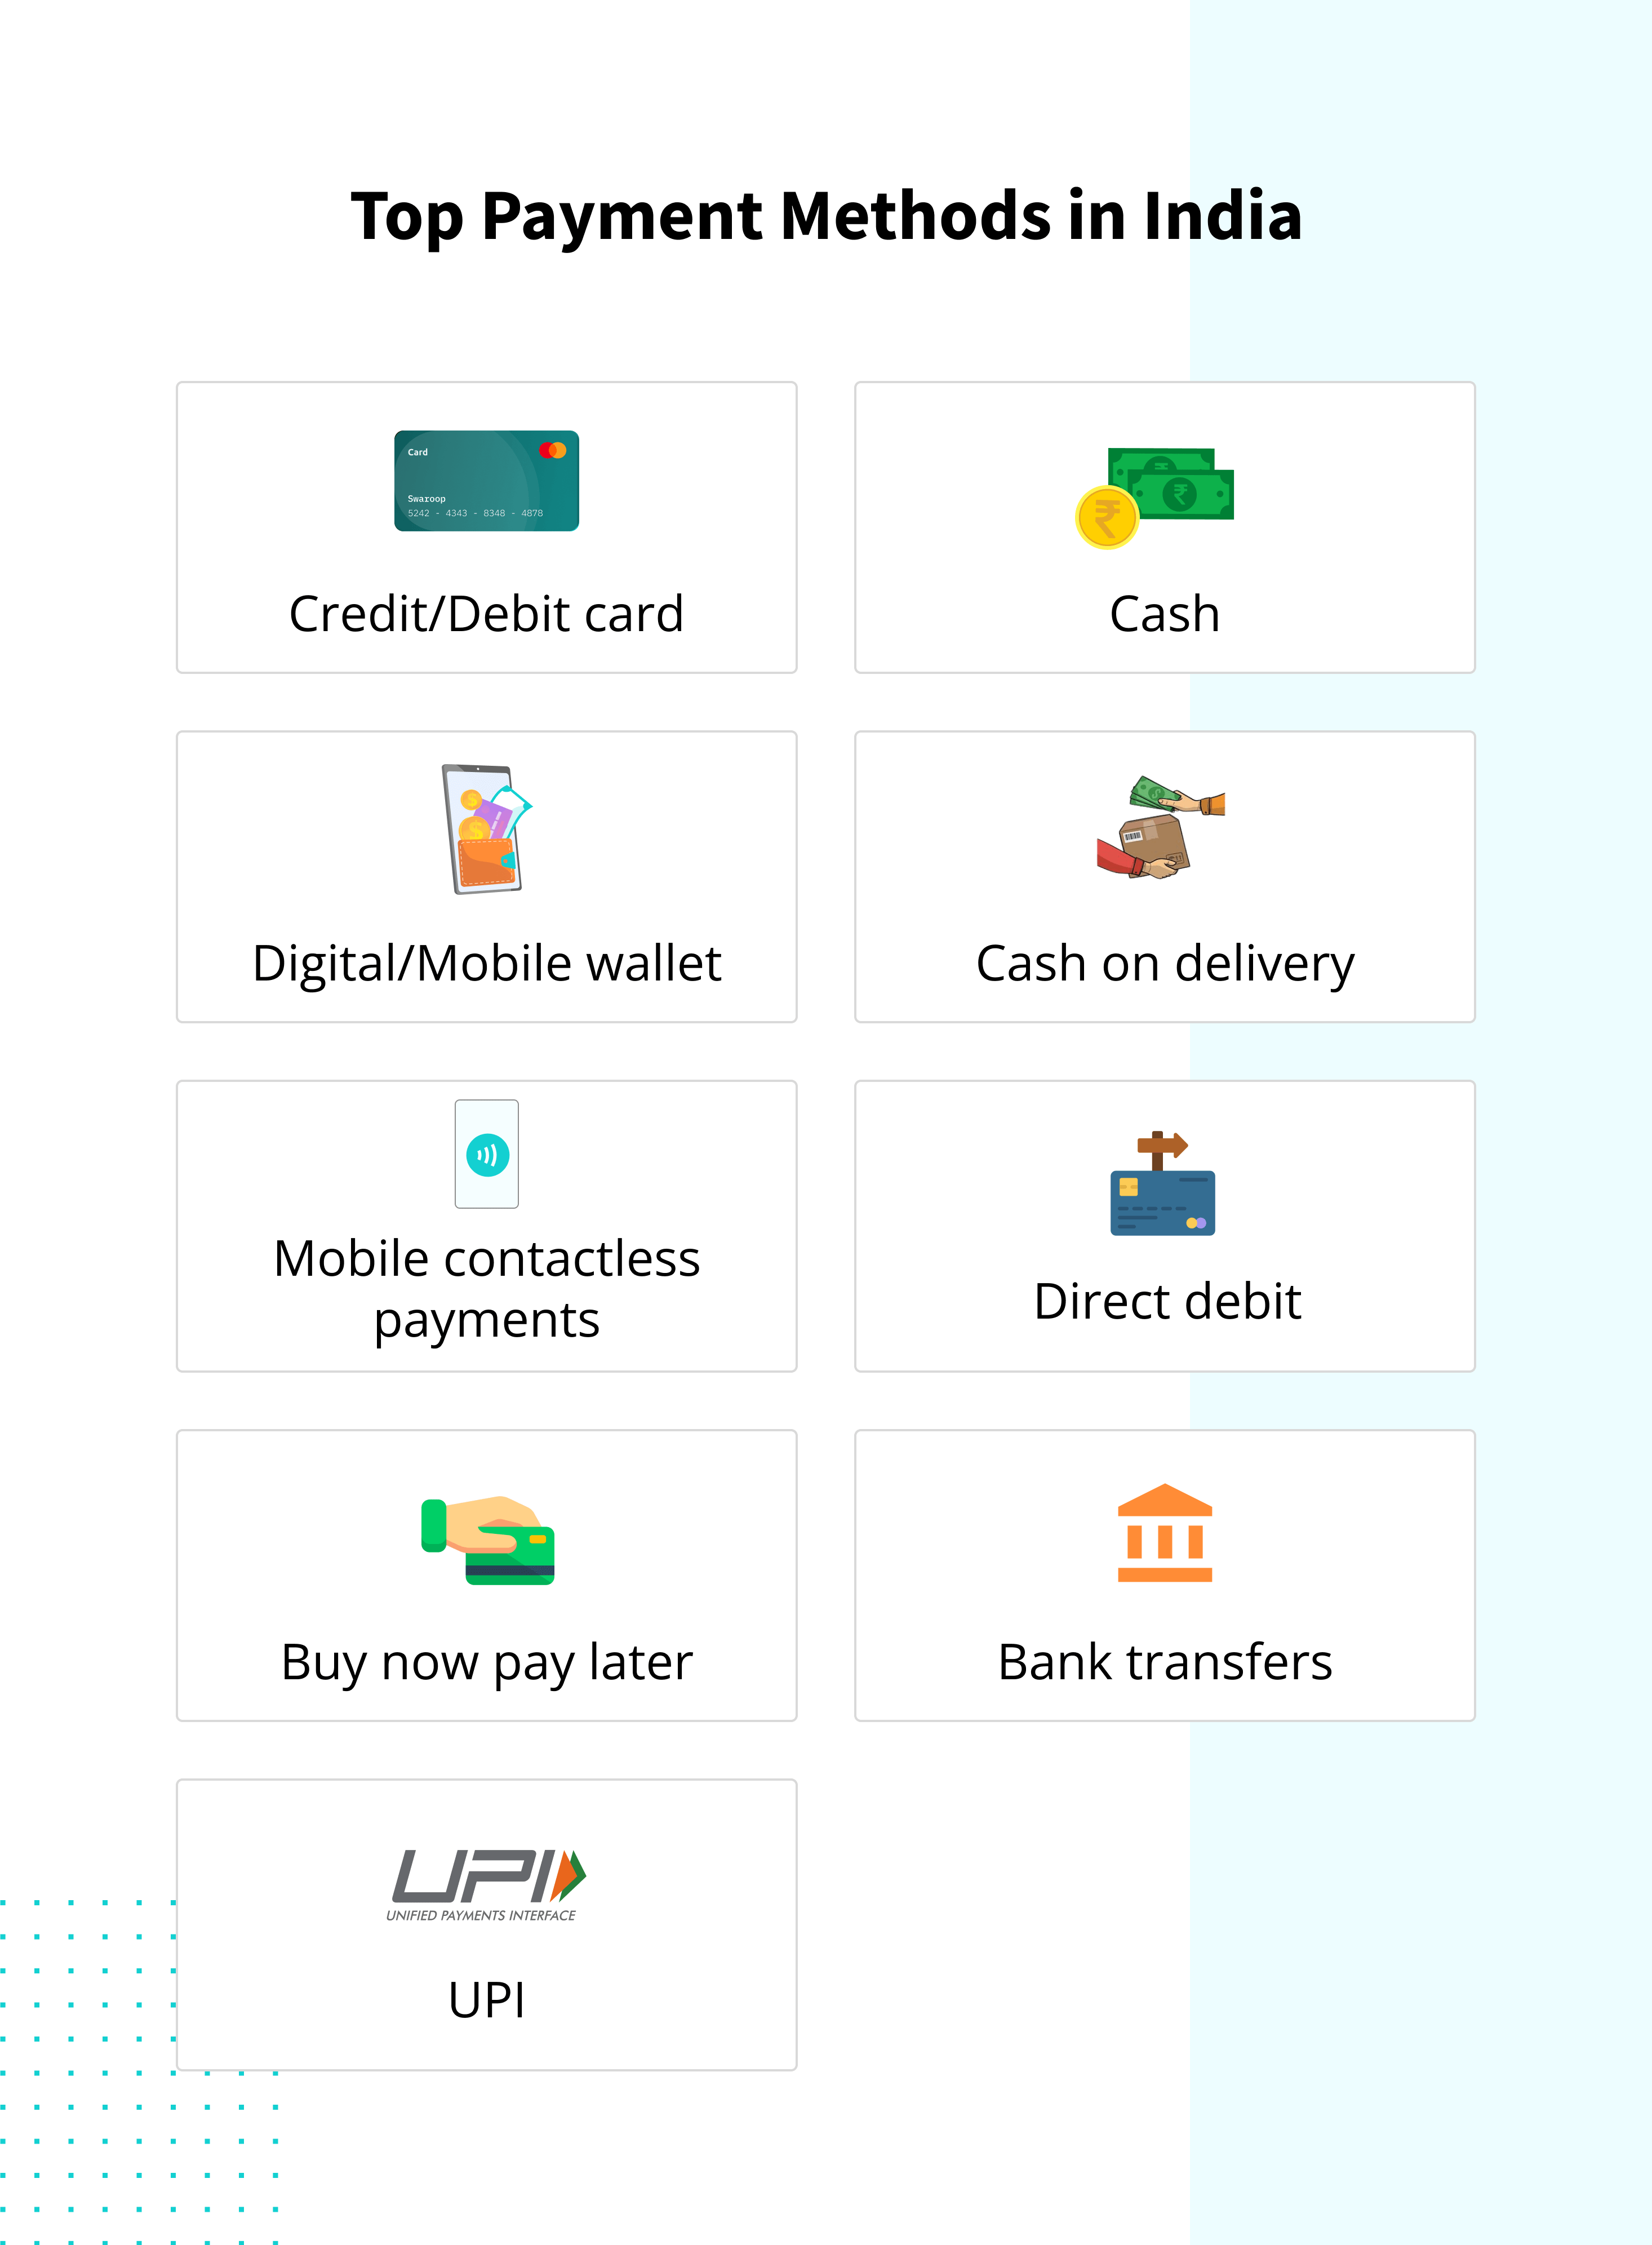 Top Payment Methods in India
Card
Swaroop
5242 - 4343 - 8348 - 4878
Credit/Debit card
Cash
Digital/Mobile wallet
Cash on delivery
Mobile contactless
payments
Direct debit
Buy now pay later
Bank transfers
UPI
UNIFIED PAYMENTS INTERFACE
UPI